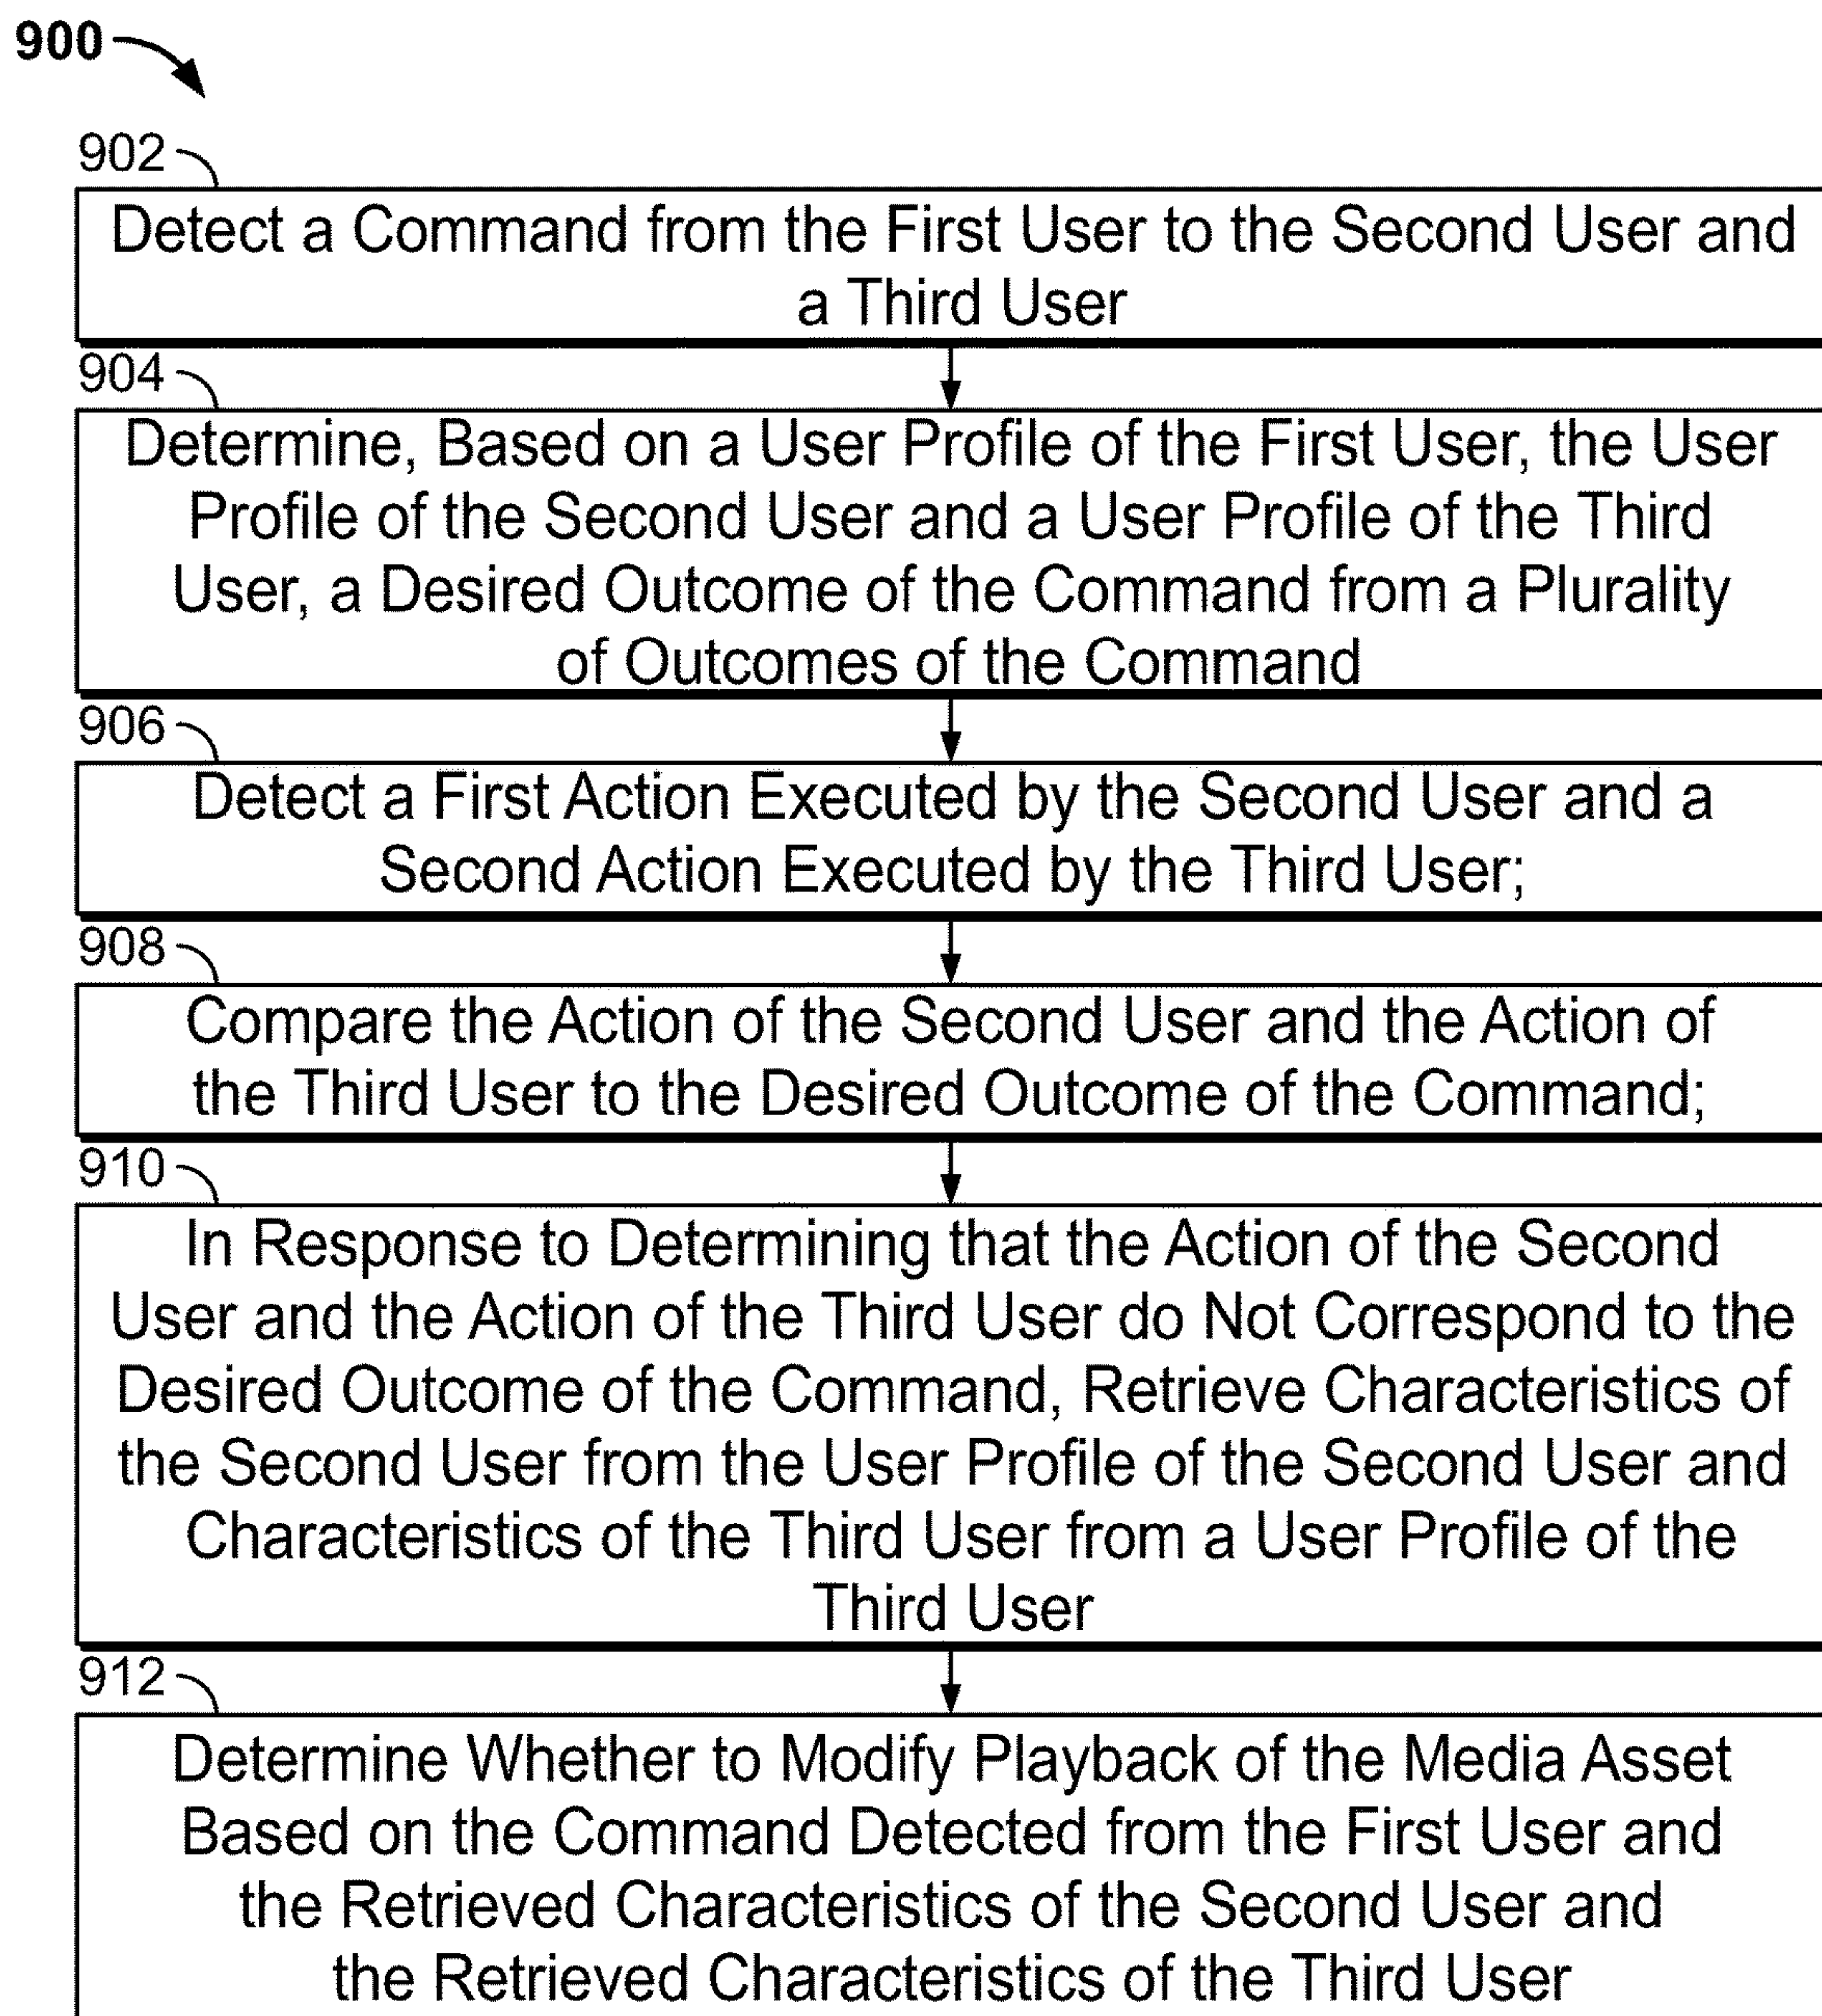 900
902
Detect a Command from the First User to the Second User and
a Third User
904
Determine, Based on a User Profile of the First User, the User
Profile of the Second User and a User Profile of the Third
User, a Desired Outcome of the Command from a Plurality
of Outcomes of the Command
906
Detect a First Action Executed by the Second User and a
Second Action Executed by the Third User;
908
Compare the Action of the Second User and the Action of
the Third User to the Desired Outcome of the Command;
910
In Response to Determining that the Action of the Second
User and the Action of the Third User do Not Correspond to the
Desired Outcome of the Command, Retrieve Characteristics of
the Second User from the User Profile of the Second User and
Characteristics of the Third User from a User Profile of the
Third User
912
Determine Whether to Modify Playback of the Media Asset
Based on the Command Detected from the First User and
the Retrieved Characteristics of the Second User and
the Retrieved Characteristics of the Third User